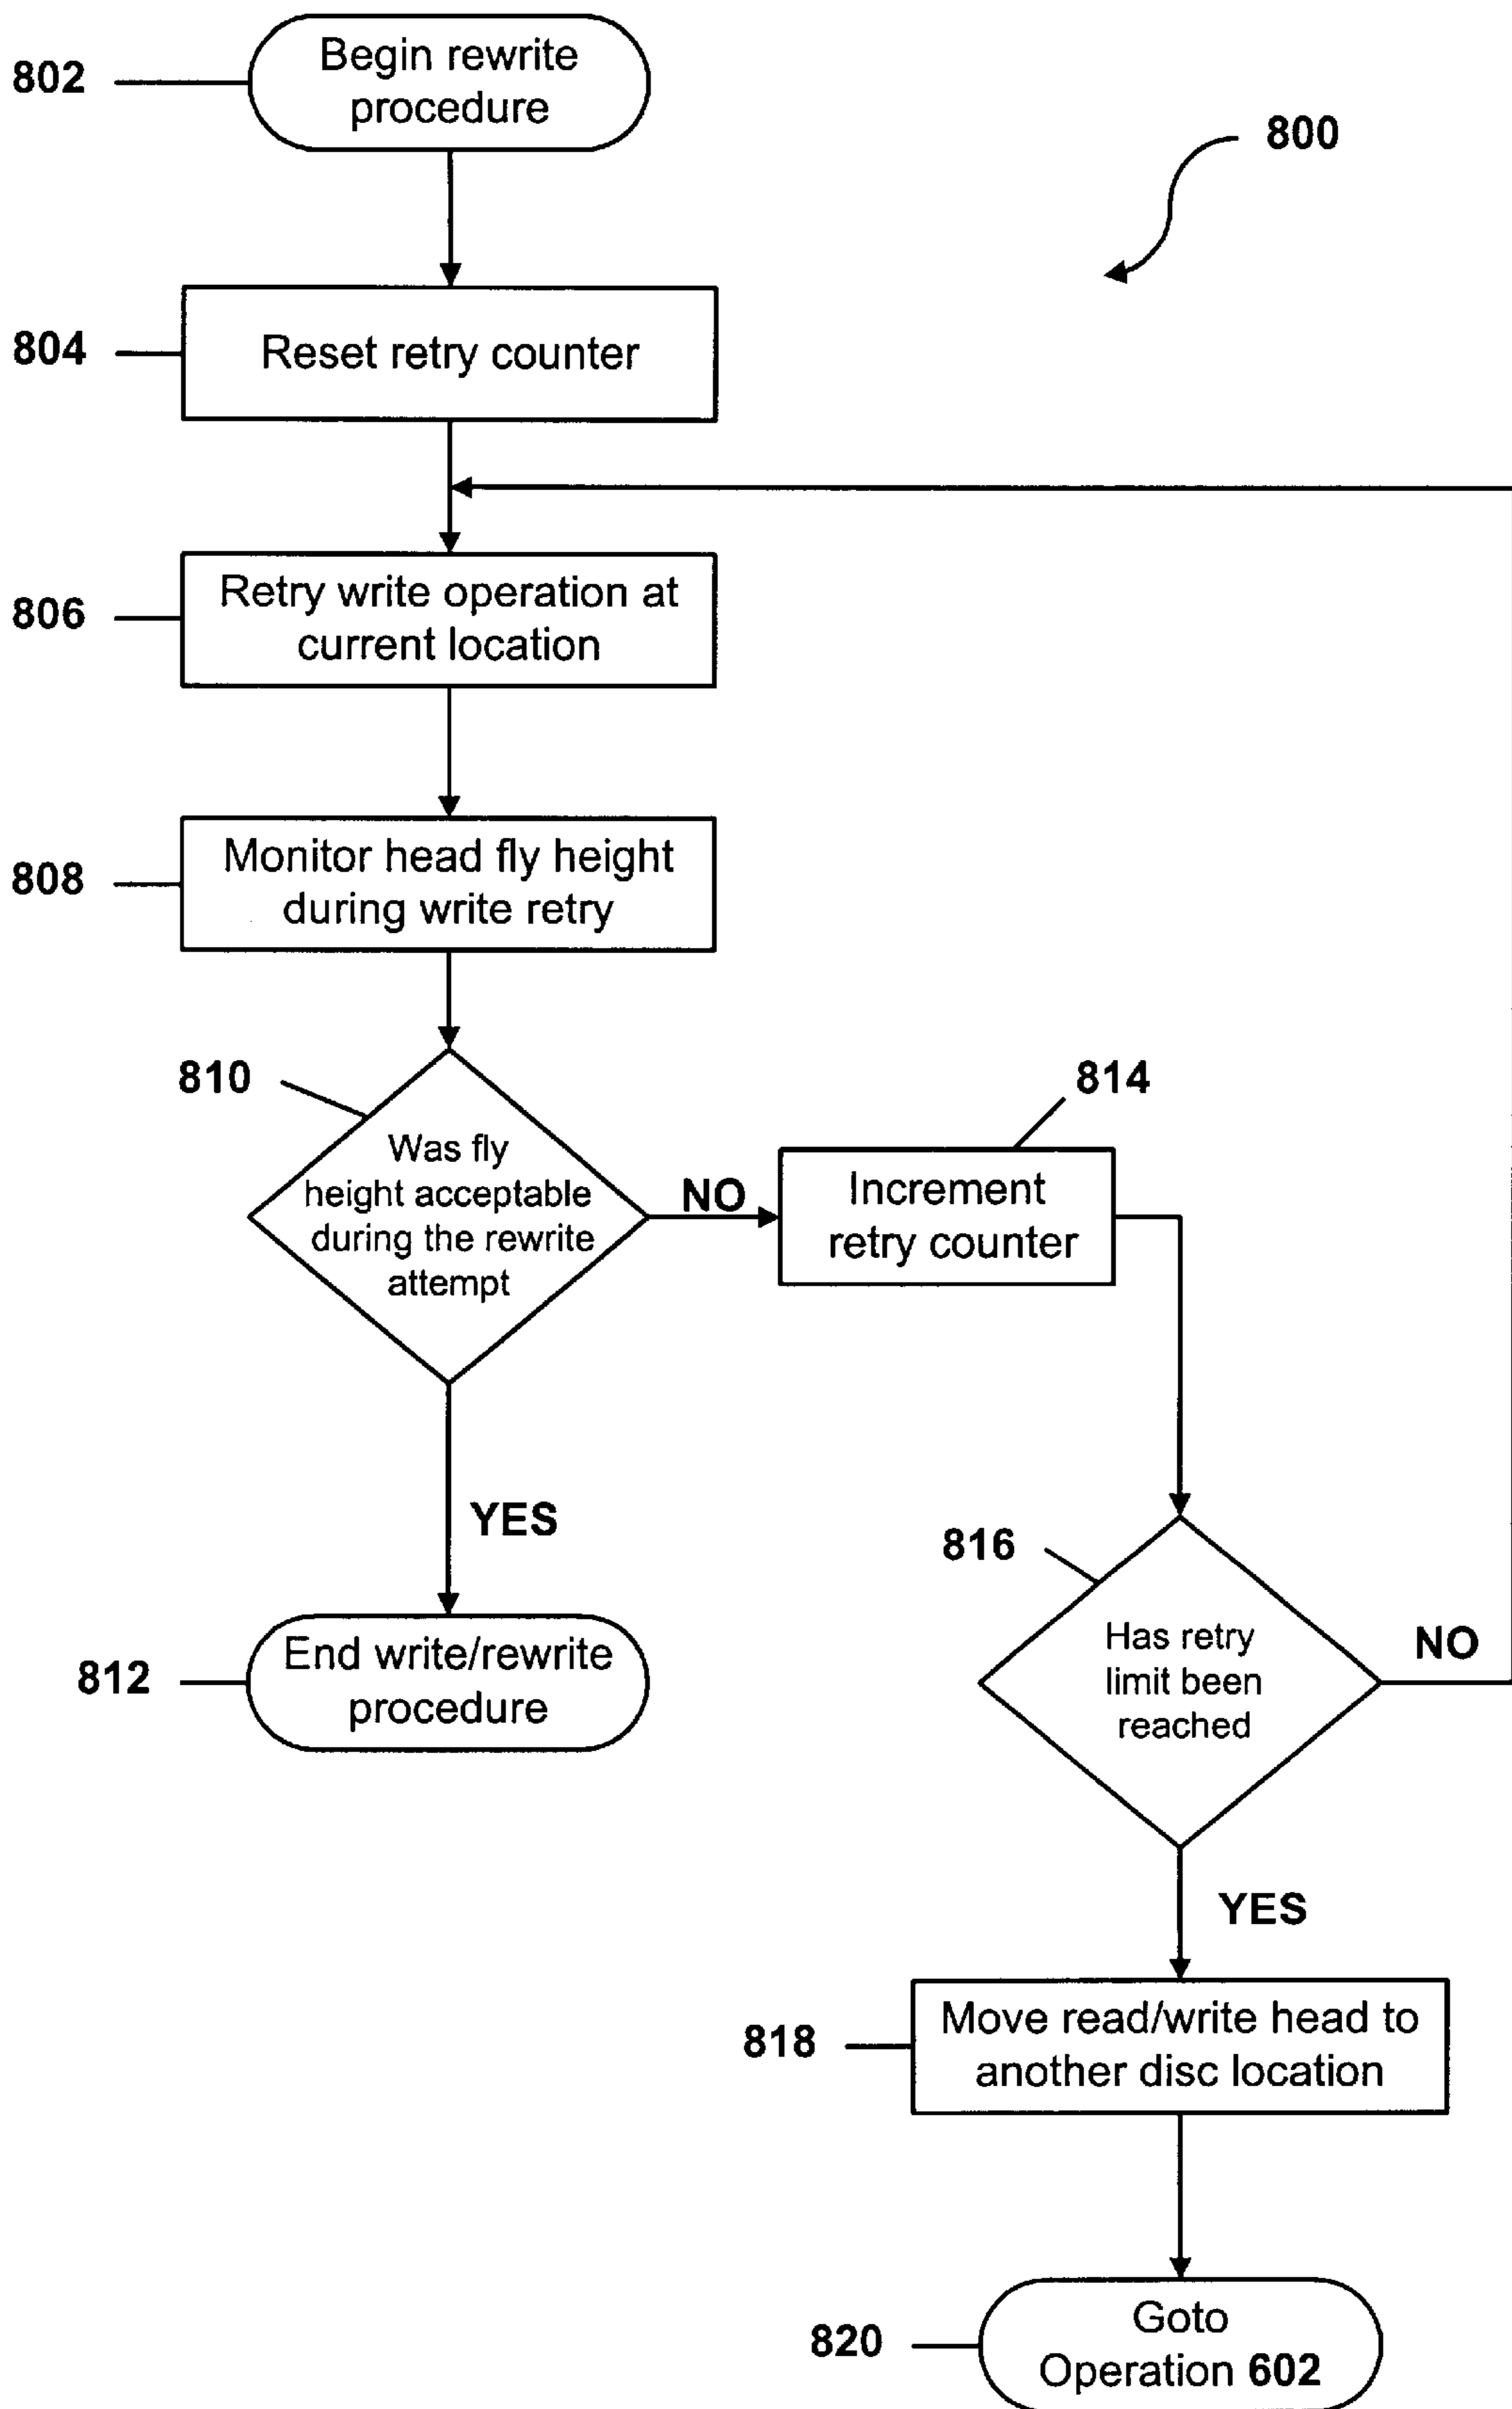 802
Begin rewrite
procedure
800
804
Reset retry counter
806
Retry write operation at
current location
808
Monitor head fly height
during write retry
810
Was fly
height acceptable
during the rewrite
attempt
NO
814
Increment
retry counter
YES
812
End write/rewrite
procedure
816
Has retry
limit been
reached
NO
YES
818
Move read/write head to
another disc location
820
Goto
Operation 602